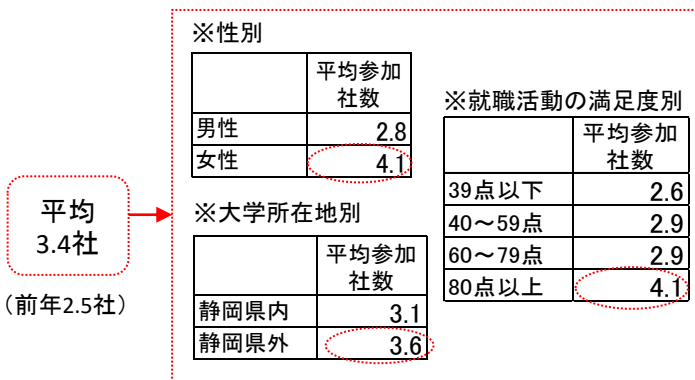 平均
3.4社
（前年2.5社）
※性別
平均参加
社数
男性 2.8
女性 4.1
※大学所在地別
平均参加
社数
静岡県内 3.1
静岡県外 3.6
※就職活動の満足度別
平均参加
社数
39点以下 2.6
40～59点 2.9
60～79点 2.9
80点以上 4.1